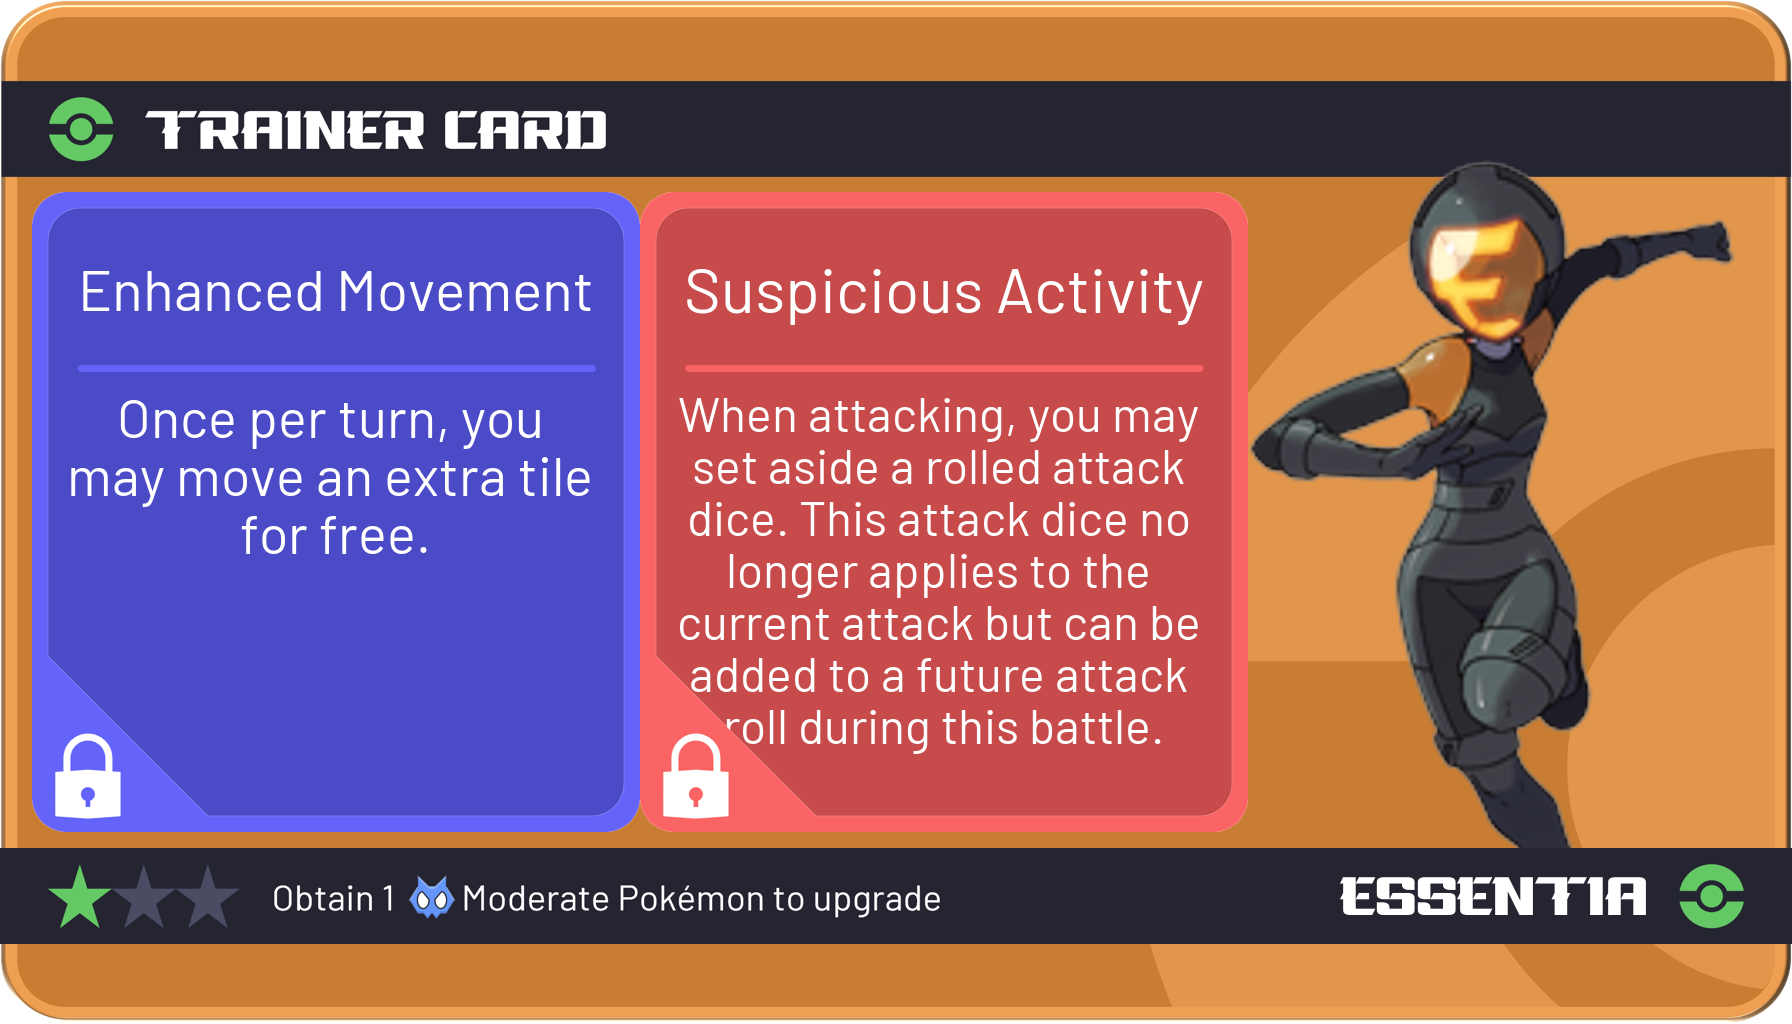 TRAINER CARD
Enhanced Movement
Once per turn, you
may move an extra tile
for free.
Suspicious Activity
When attacking, you may
set aside a rolled attack
dice. This attack dice no
longer applies to the
current attack but can be
added to a future attack
roll during this battle.
Obtain 1 Moderate Pokémon to upgrade
ESSENTIA